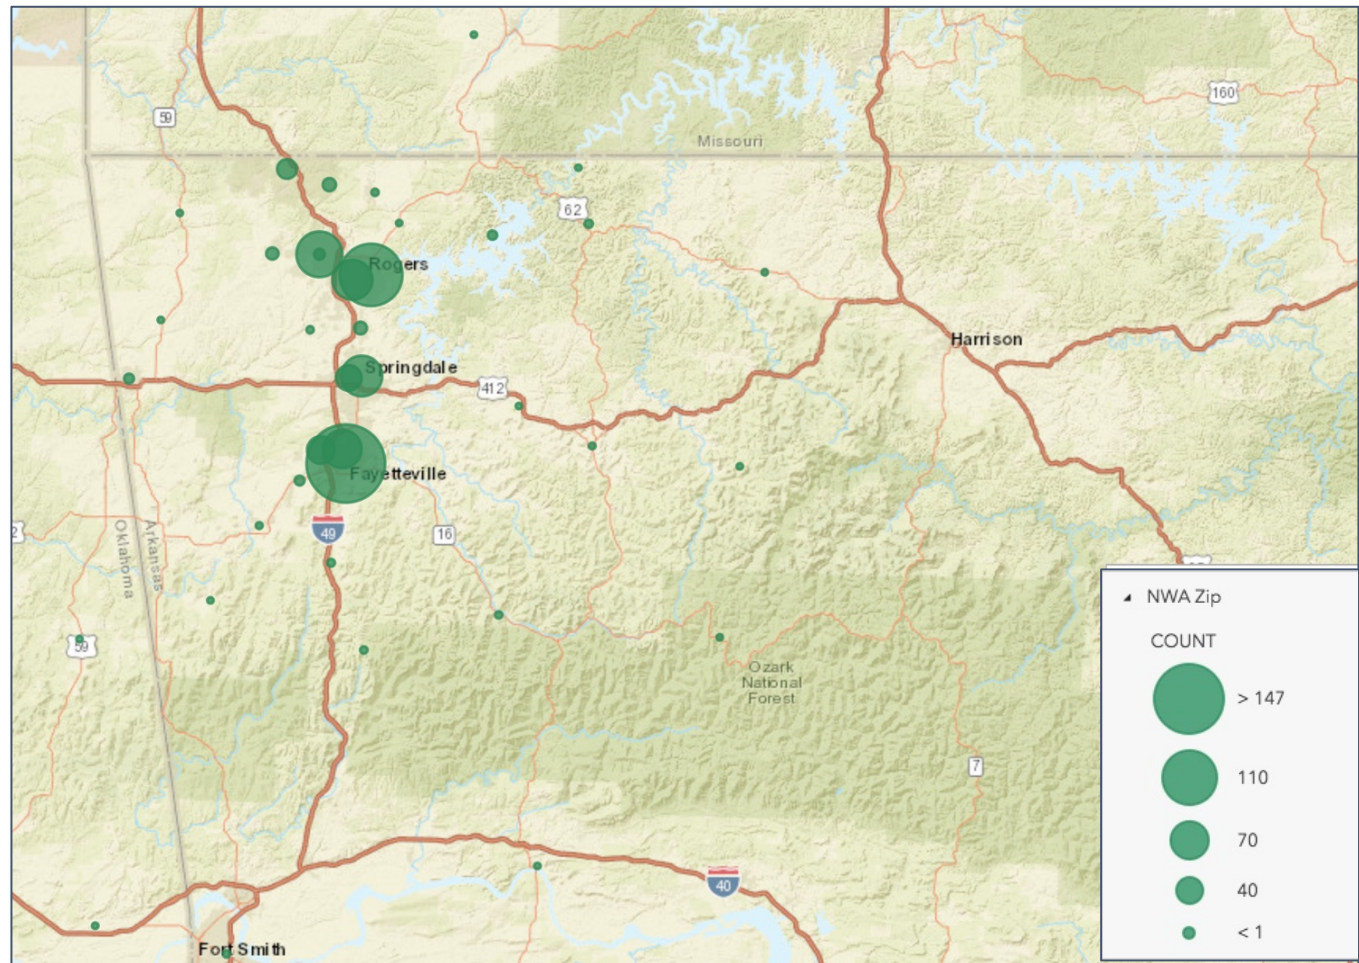 59
160
Missouri
62
Rogers
Harrison
Springdale
412
Fayetteville
49
16
2
Oklahoma
Arkansas
59
Ozark
National
Forest
7
40
Fort Smith
NWA Zip
COUNT
> 147
110
70
40
< 1